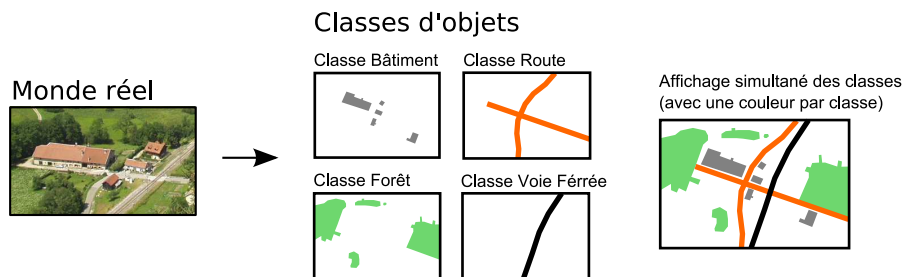 Classes d'objets
Monde réel
Classe Bâtiment
Classe Route
Classe Forêt
Classe Voie Férrée
Affichage simultané des classes
(avec une couleur par classe)